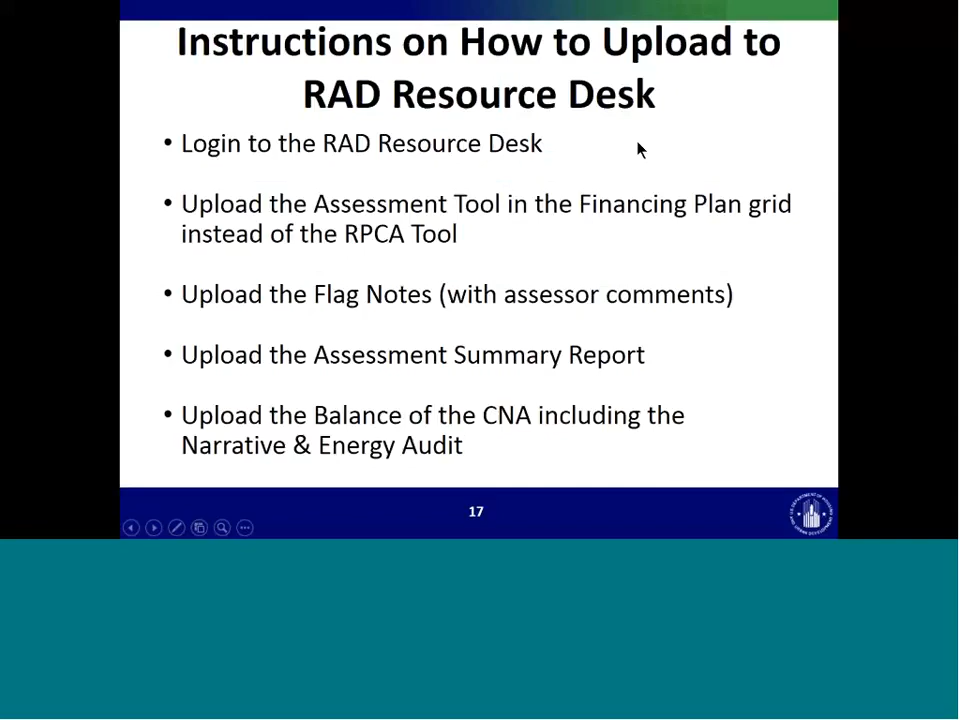 Instructions on How to Upload to
RAD Resource Desk
• Login to the RAD Resource Desk
• Upload the Assessment Tool in the Financing Plan grid
instead of the RPCA Tool
• Upload the Flag Notes (with assessor comments)
• Upload the Assessment Summary Report
• Upload the Balance of the CNA including the
Narrative & Energy Audit
17